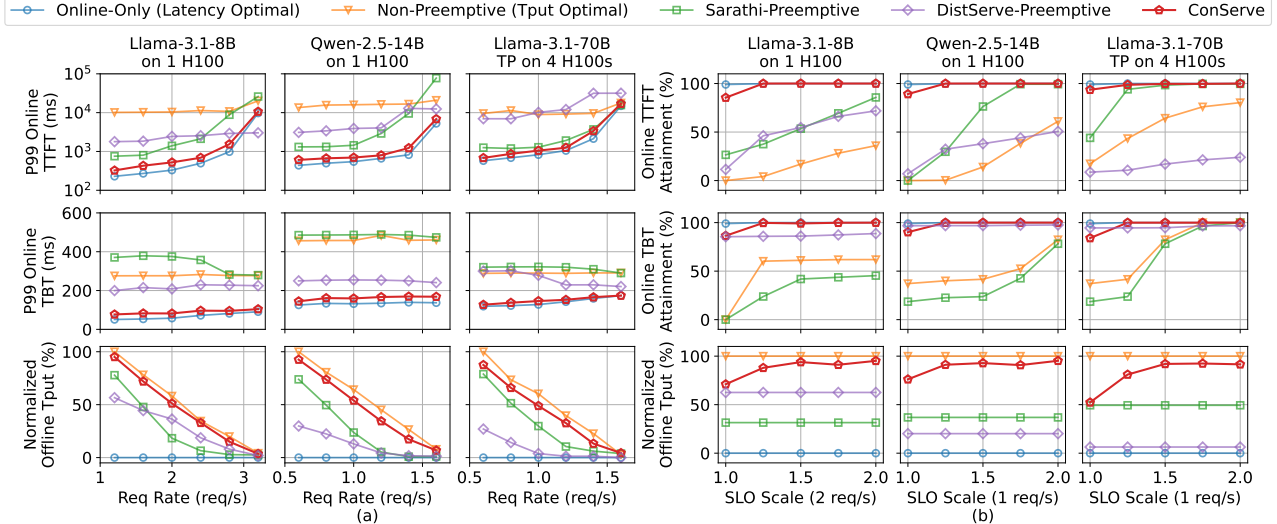 Online-Only (Latency Optimal) Non-Preemptive (Tput Optimal) Sarathi-Preemptive DistServe-Preemptive ConServe
Llama-3.1-8B
on 1 H100
Qwen-2.5-14B
on 1 H100
Llama-3.1-70B
TP on 4 H100s
Llama-3.1-8B
on 1 H100
Qwen-2.5-14B
on 1 H100
Llama-3.1-70B
TP on 4 H100s
P99 Online
TTFT (ms)
10^5
10^4
10^3
10^2
Online TTFT
Attainment (%)
100
50
0
P99 Online
TBT (ms)
600
400
200
0
Online TBT
Attainment (%)
100
50
0
Normalized
Offline Tput (%)
100
50
0
1 2 3
0.5 1.0 1.5
0.5 1.0 1.5
Req Rate (req/s) Req Rate (req/s) Req Rate (req/s)
(a)
Normalized
Offline Tput (%)
100
50
0
1.0 1.5 2.0
1.0 1.5 2.0
1.0 1.5 2.0
SLO Scale (2 req/s) SLO Scale (1 req/s) SLO Scale (1 req/s)
(b)